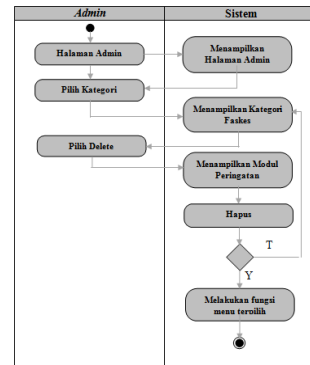 Admin
Sistem
Halaman Admin
Menampilkan
Halaman Admin
Pilih Kategori
Menampilkan Kategori
Faskes
Pilih Delete
Menampilkan Modul
Peringatan
Hapus
T
Y
Melakukan fungsi
menu terpilih